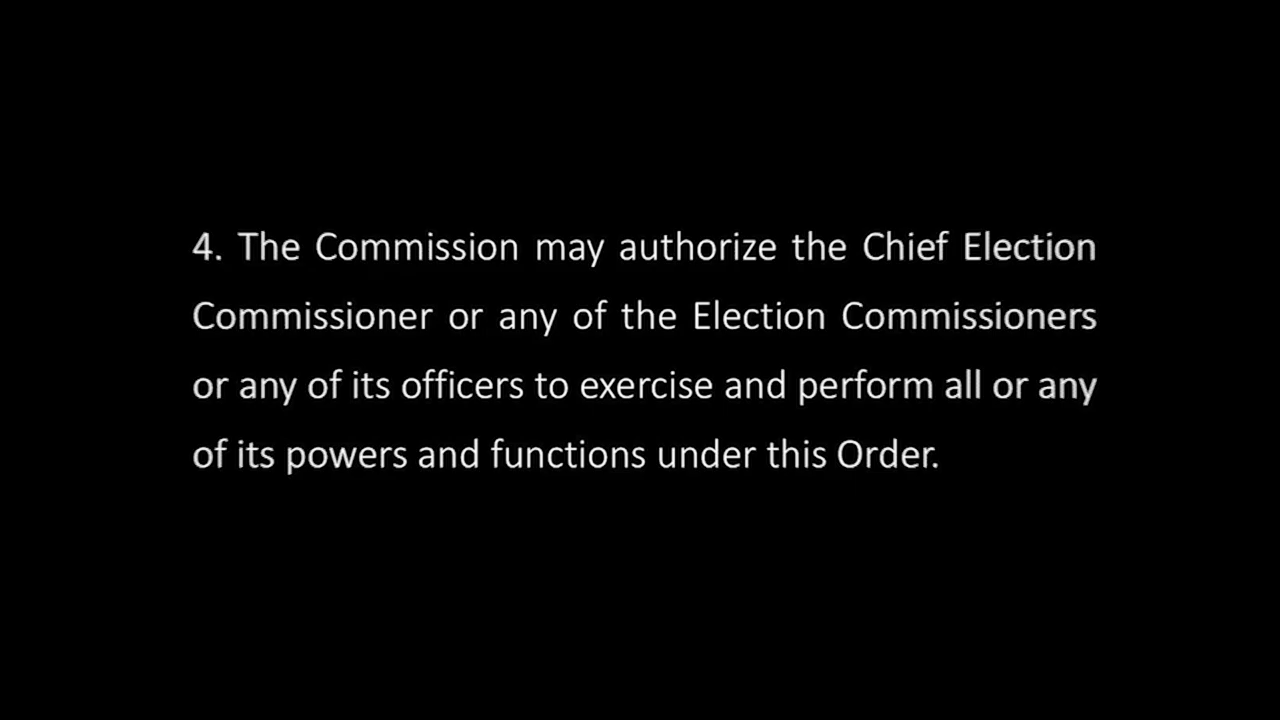 4. The Commission may authorize the Chief Election
Commissioner or any of the Election Commissioners
or any of its officers to exercise and perform all or any
of its powers and functions under this Order.